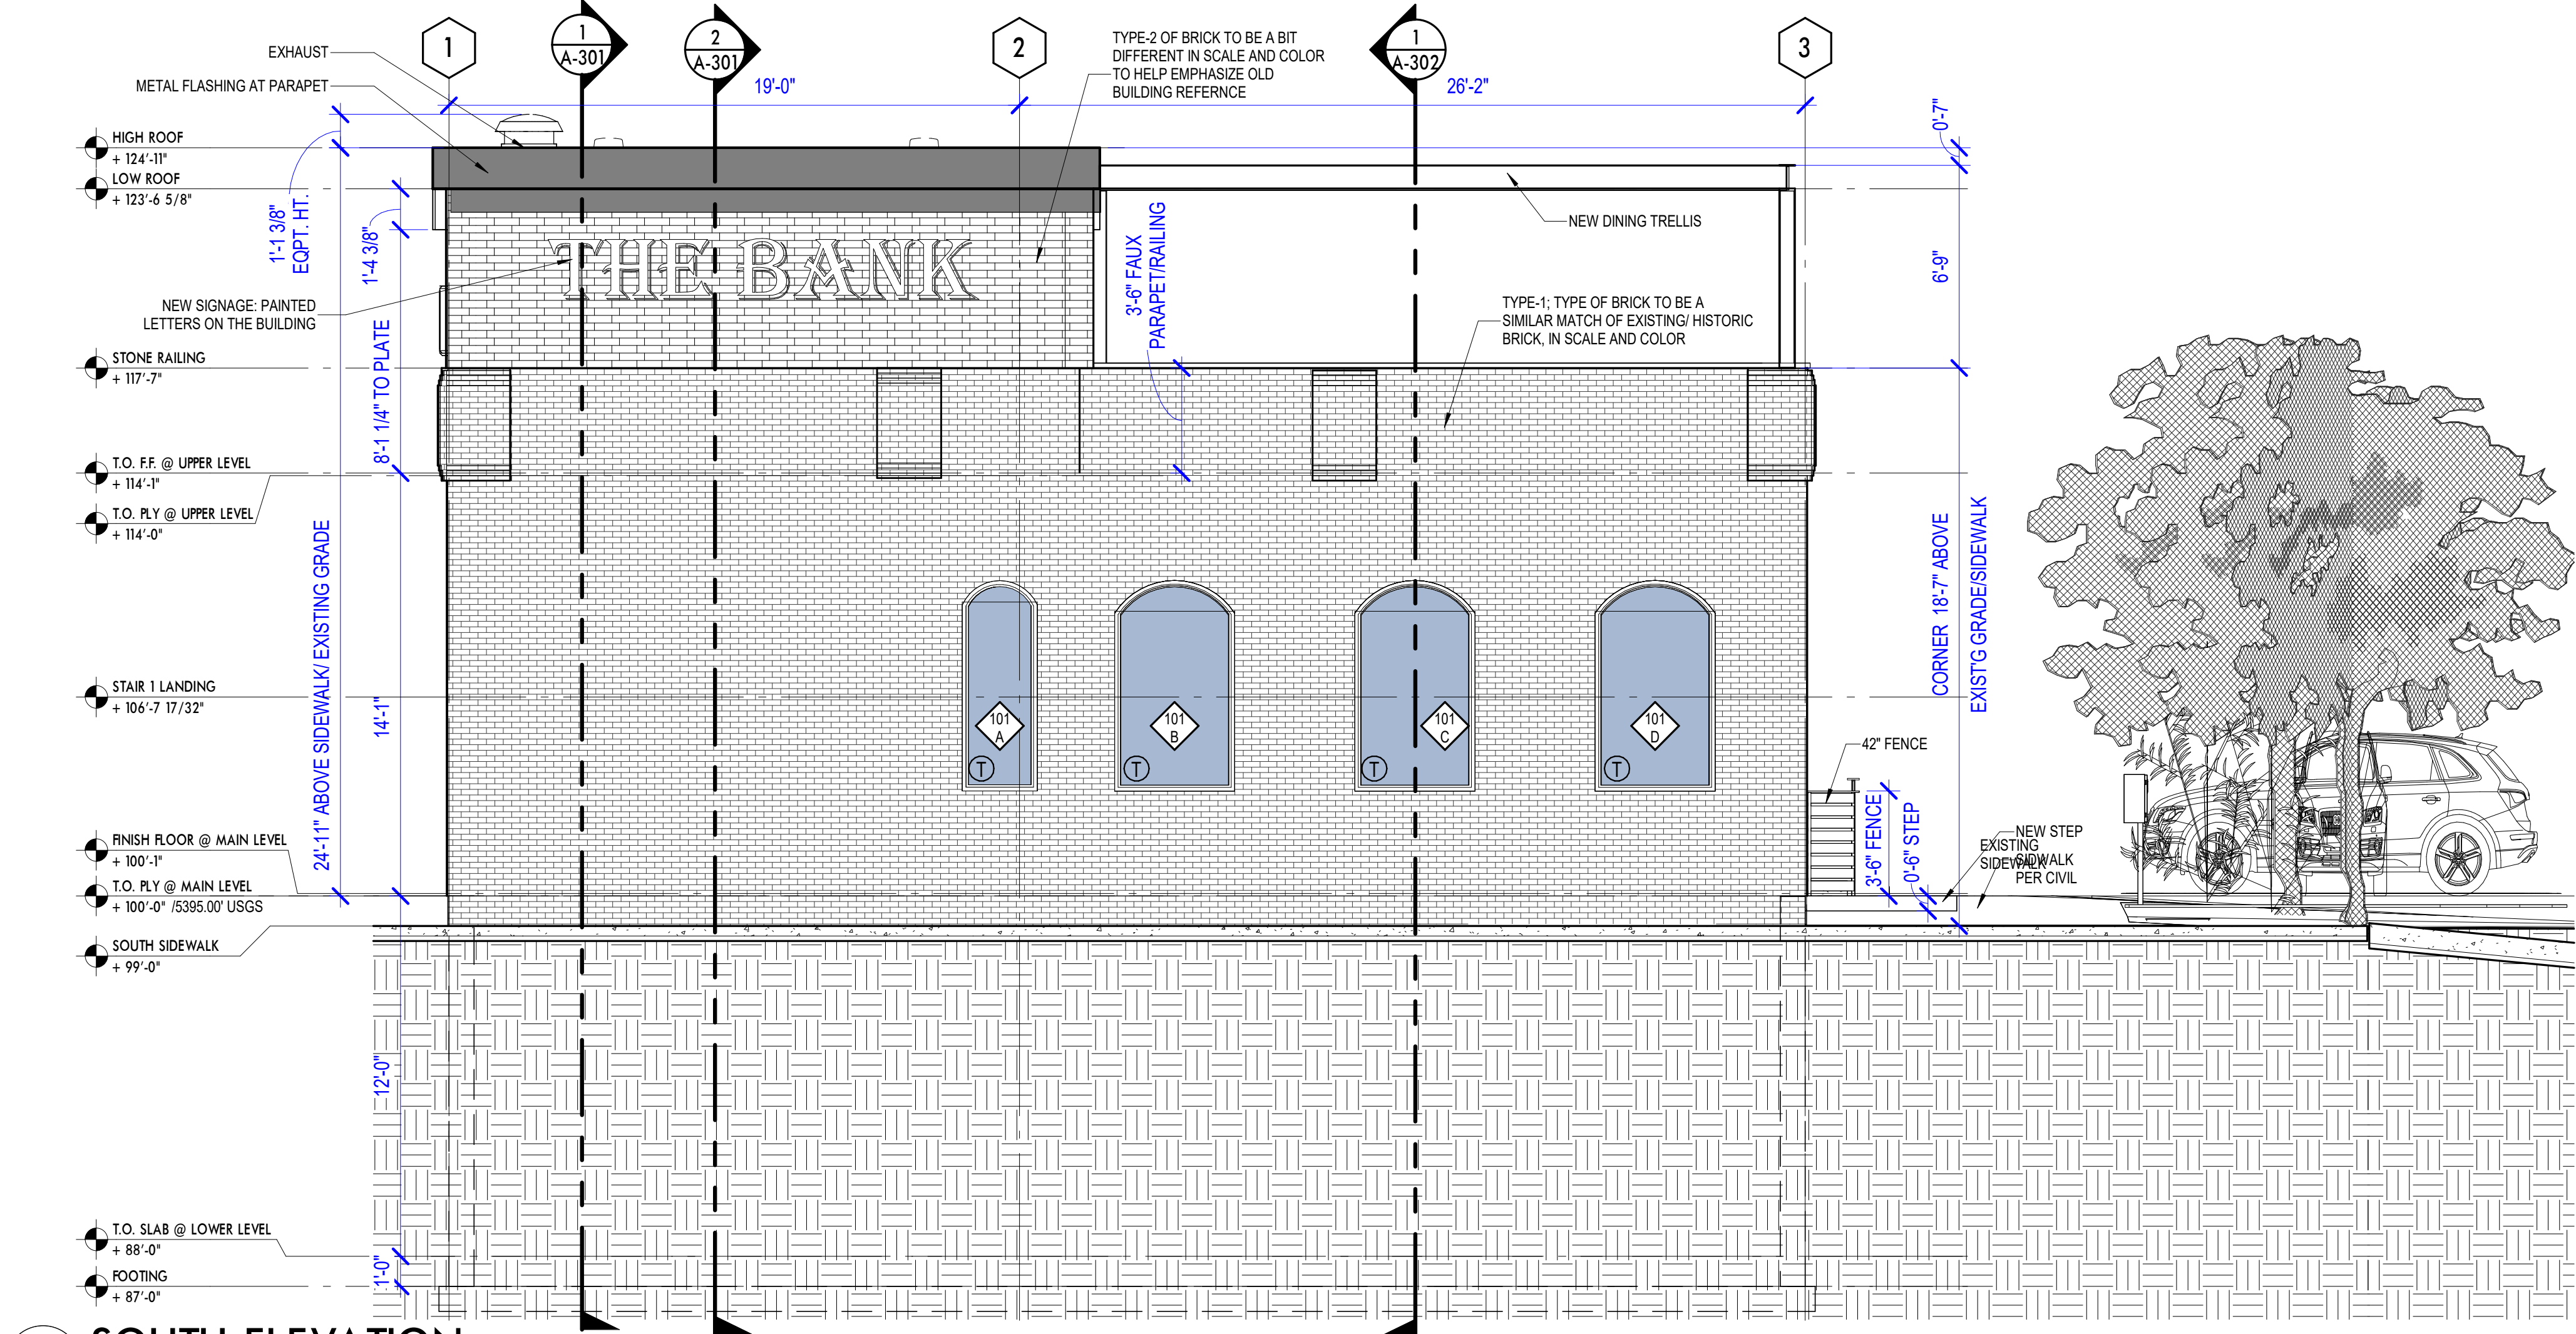 1
1
A-301
2
A-301
2
1
A-302
3
EXHAUST
METAL FLASHING AT PARAPET
TYPE-2 OF BRICK TO BE A BIT
DIFFERENT IN SCALE AND COLOR
TO HELP EMPHASIZE OLD
BUILDING REFERNCE
19'-0"
26'-2"
0'-7"
HIGH ROOF
+ 124'-11"
LOW ROOF
+ 123'-6 5/8"
1'-1 3/8"
EQPT. HT.
1'-4 3/8"
NEW DINING TRELLIS
3'-6" FAUX
PARAPET/RAILING
6'-9"
THE BANK
NEW SIGNAGE: PAINTED
LETTERS ON THE BUILDING
TYPE-1; TYPE OF BRICK TO BE A
SIMILAR MATCH OF EXISTING/ HISTORIC
BRICK, IN SCALE AND COLOR
STONE RAILING
+ 117'-7"
8'-1 1/4" TO PLATE
T.O. F.F. @ UPPER LEVEL
+ 114'-1"
T.O. PLY @ UPPER LEVEL
+ 114'-0"
24'-11" ABOVE SIDEWALK/ EXISTING GRADE
CORNER 18'-7" ABOVE
EXIST'G GRADE/SIDEWALK
STAIR 1 LANDING
+ 106'-7 17/32"
14'-1"
101
A
T
101
B
T
101
C
T
101
D
T
42" FENCE
3'-6" FENCE
0'-6" STEP
NEW STEP
EXISTING
SIDEWALK
SIDWALK
PER CIVIL
FINISH FLOOR @ MAIN LEVEL
+ 100'-1"
T.O. PLY @ MAIN LEVEL
+ 100'-0" /5395.00' USGS
SOUTH SIDEWALK
+ 99'-0"
12'-0"
T.O. SLAB @ LOWER LEVEL
+ 88'-0"
1'-0"
FOOTING
+ 87'-0"
SOUTH ELEVATION